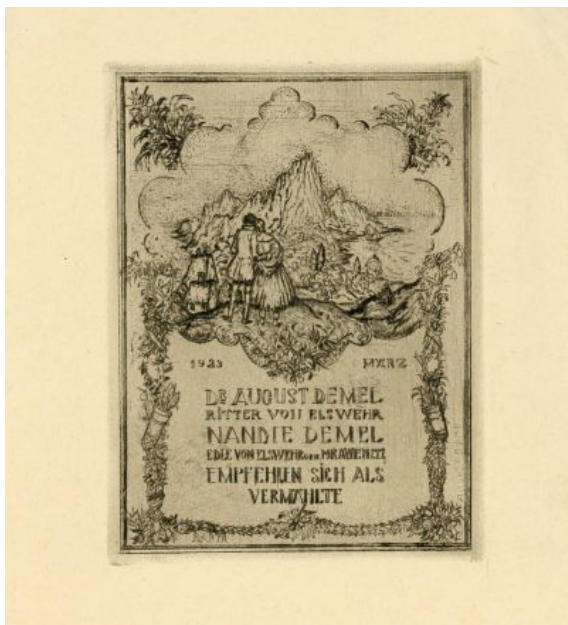 1923 MÄRZ
DR AUGUST DEMEL
RITTER VON ELSWEHR
NANDIE DEMEL
EDLE VON ELSWEHR
EMPFEHLEN SICH ALS
VERMÄHLTE